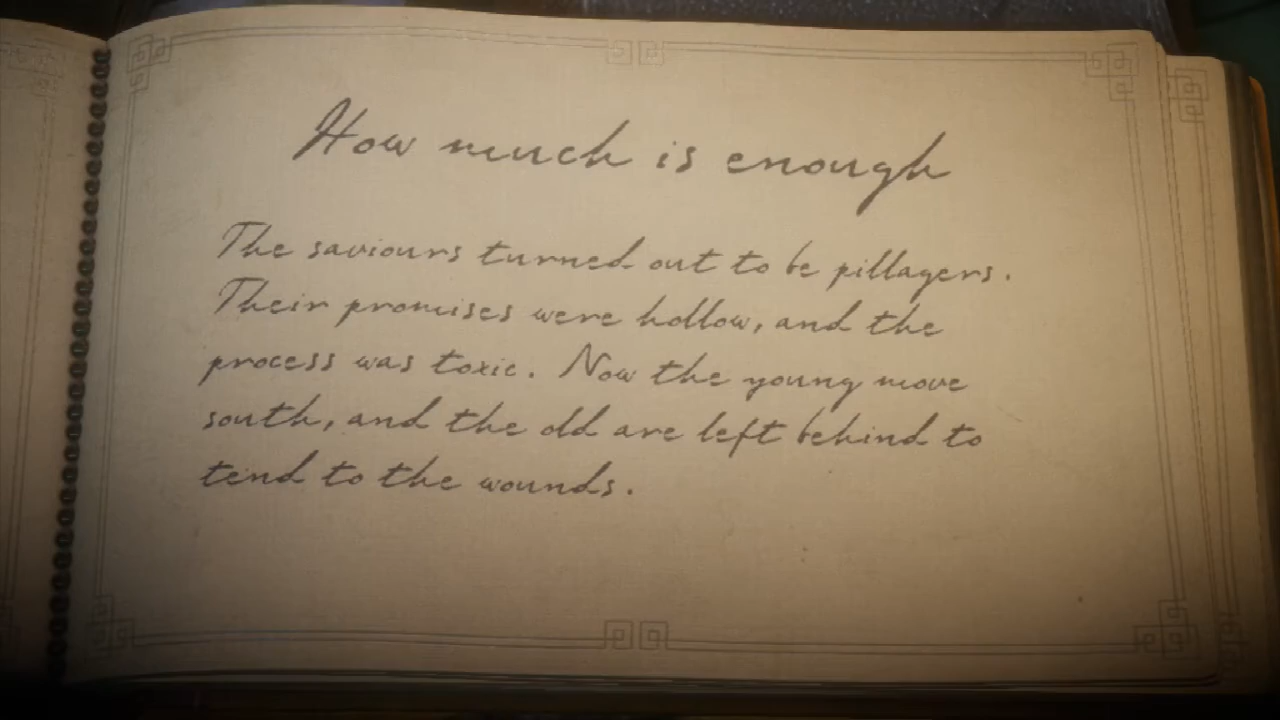 How much is enough
The saviours turned out to be pillagers.
Their promises were hollow, and the
process was toxic. Now the young move
south, and the old are left behind to
tend to the wounds.